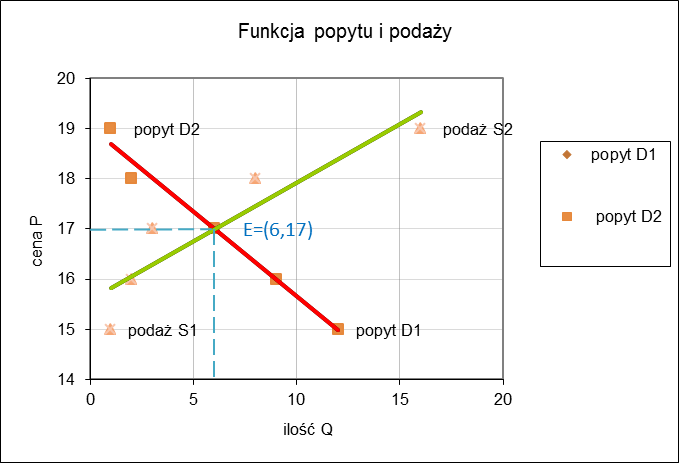 Funkcja popytu i podaży
cena P
20
19
18
17
16
15
14
popyt D2
podaż S2
E=(6,17)
podaż S1
popyt D1
0
5
10
15
20
ilość Q
popyt D1
popyt D2